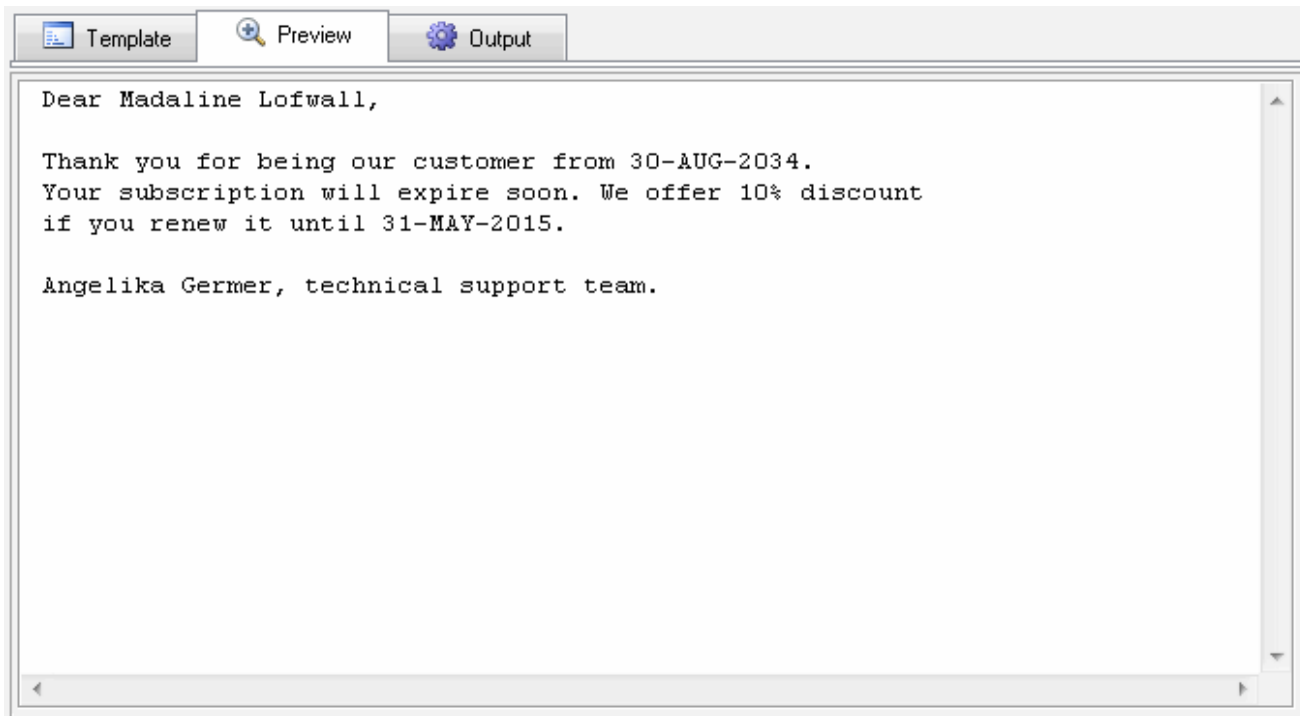 Template Preview Output
Dear Madaline Lofwall,
Thank you for being our customer from 30-AUG-2034.
Your subscription will expire soon. We offer 10% discount
if you renew it until 31-MAY-2015.
Angelika Germer, technical support team.